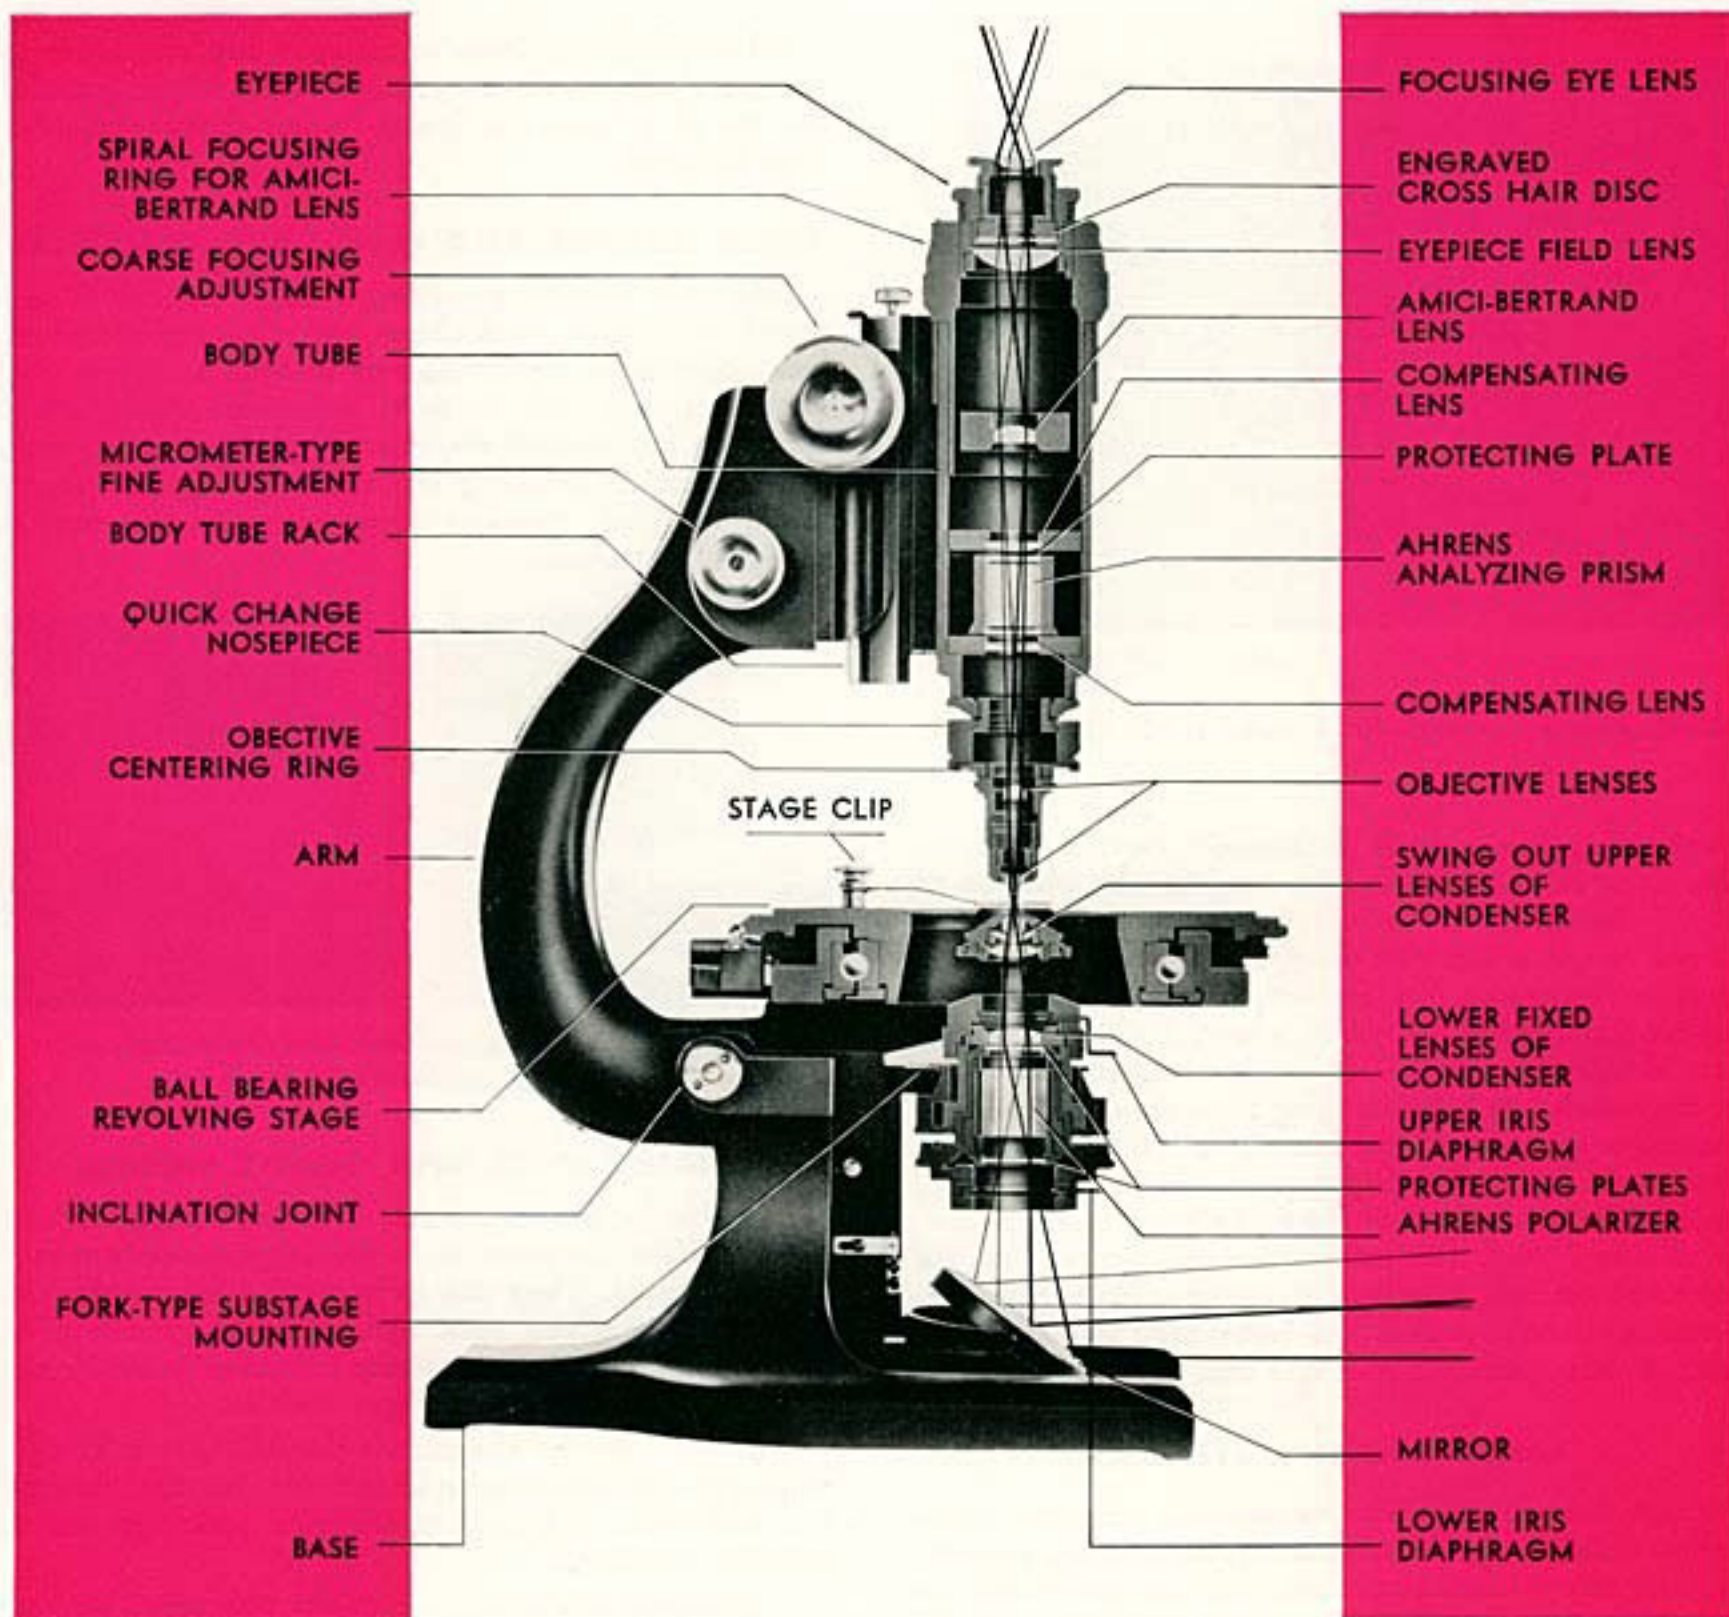 EYEPIECE
SPIRAL FOCUSING
RING FOR AMICI-
BERTRAND LENS
COARSE FOCUSING
ADJUSTMENT
BODY TUBE
MICROMETER-TYPE
FINE ADJUSTMENT
BODY TUBE RACK
QUICK CHANGE
NOSEPIECE
OBECTIVE
CENTERING RING
ARM
BALL BEARING
REVOLVING STAGE
INCLINATION JOINT
FORK-TYPE SUBSTAGE
MOUNTING
BASE
STAGE CLIP
FOCUSING EYE LENS
ENGRAVED
CROSS HAIR DISC
EYEPIECE FIELD LENS
AMICI-BERTRAND
LENS
COMPENSATING
LENS
PROTECTING PLATE
AHRENS
ANALYZING PRISM
COMPENSATING LENS
OBJECTIVE LENSES
SWING OUT UPPER
LENSES OF
CONDENSER
LOWER FIXED
LENSES OF
CONDENSER
UPPER IRIS
DIAPHRAGM
PROTECTING PLATES
AHRENS POLARIZER
MIRROR
LOWER IRIS
DIAPHRAGM